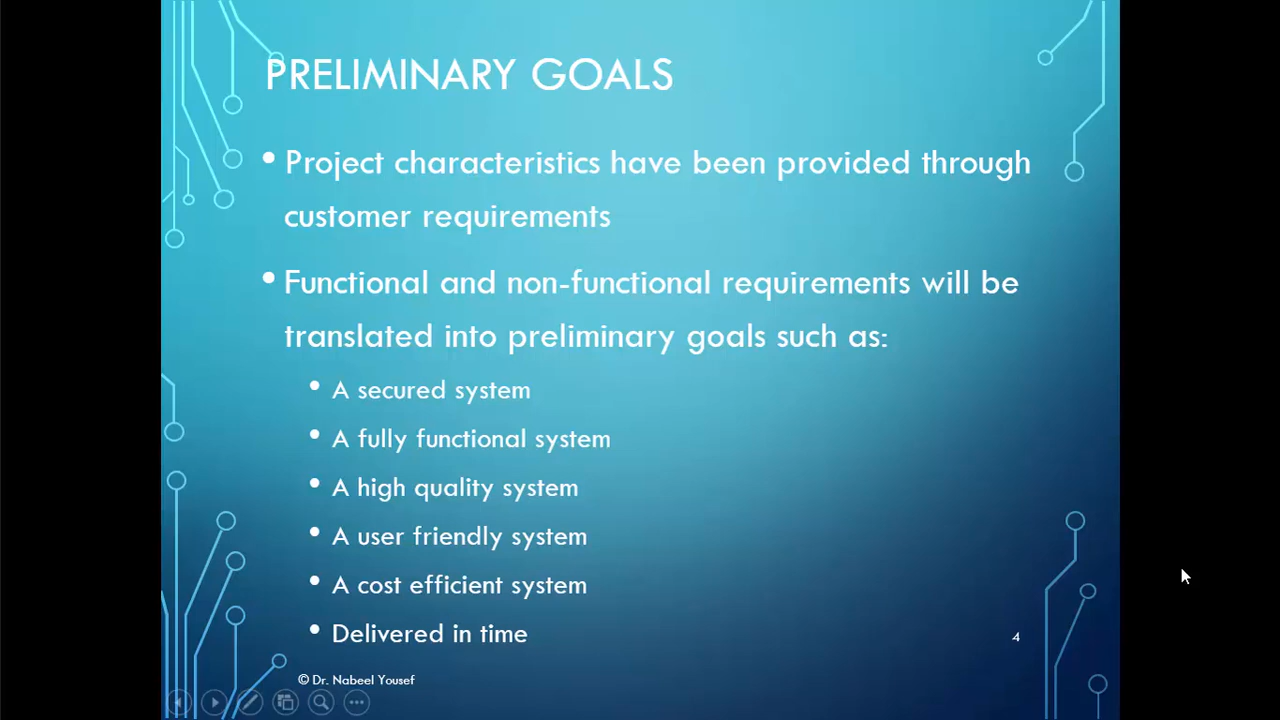 PRELIMINARY GOALS
• Project characteristics have been provided through
customer requirements
• Functional and non-functional requirements will be
translated into preliminary goals such as:
• A secured system
• A fully functional system
• A high quality system
• A user friendly system
• A cost efficient system
• Delivered in time
4
© Dr. Nabeel Yousef